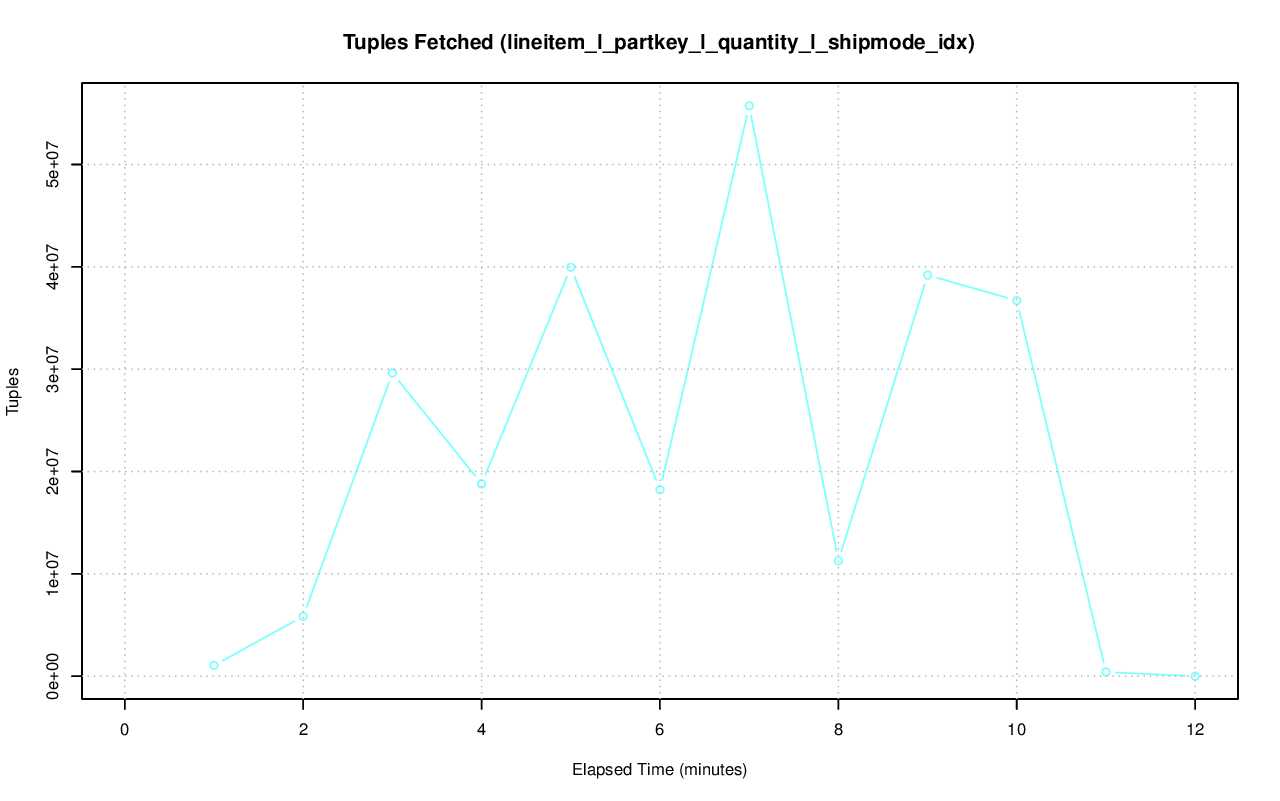 Tuples Fetched (lineitem_l_partkey_l_quantity_l_shipmode_idx)
Tuples
5e+07
4e+07
3e+07
2e+07
1e+07
0e+00
0 2 4 6 8 10 12
Elapsed Time (minutes)